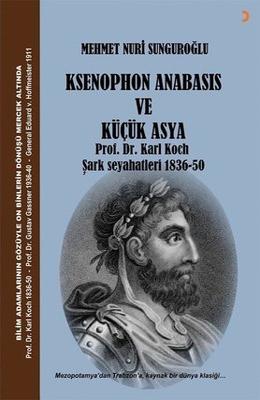 MEHMET NURİ SUNGUROĞLU
KSENOPHON ANABASIS
VE
KÜÇÜK ASYA
Prof. Dr. Karl Koch
Şark seyahatleri 1836-50
Mezopotamya'dan Trabzon'a, kaynak bir dünya klasiği...
BİLİM ADAMLARININ GÖZÜYLE ON BİNLERİN DÖNÜŞÜ MERCEK ALTINDA
Prof. Dr. Karl Koch 1836-50 - Prof. Dr. Gustav Gassner 1936-40 - General Eduard v. Hoffmeister 1911